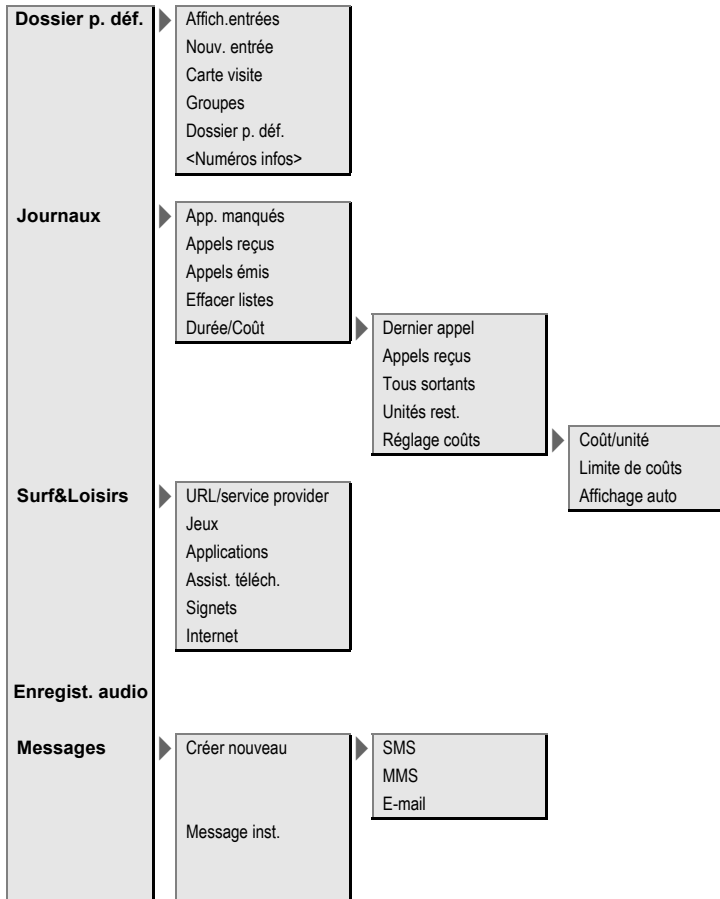 Dossier p. déf.
Affich.entrées
Nouv. entrée
Carte visite
Groupes
Dossier p. déf.
<Numéros infos>
Journaux
App. manqués
Appels reçus
Appels émis
Effacer listes
Durée/Coût
Dernier appel
Appels reçus
Tous sortants
Unités rest.
Réglage coûts
Coût/unité
Limite de coûts
Affichage auto
Surf&Loisirs
URL/service provider
Jeux
Applications
Assist. téléch.
Signets
Internet
Enregist. audio
Messages
Créer nouveau
SMS
MMS
E-mail
Message inst.